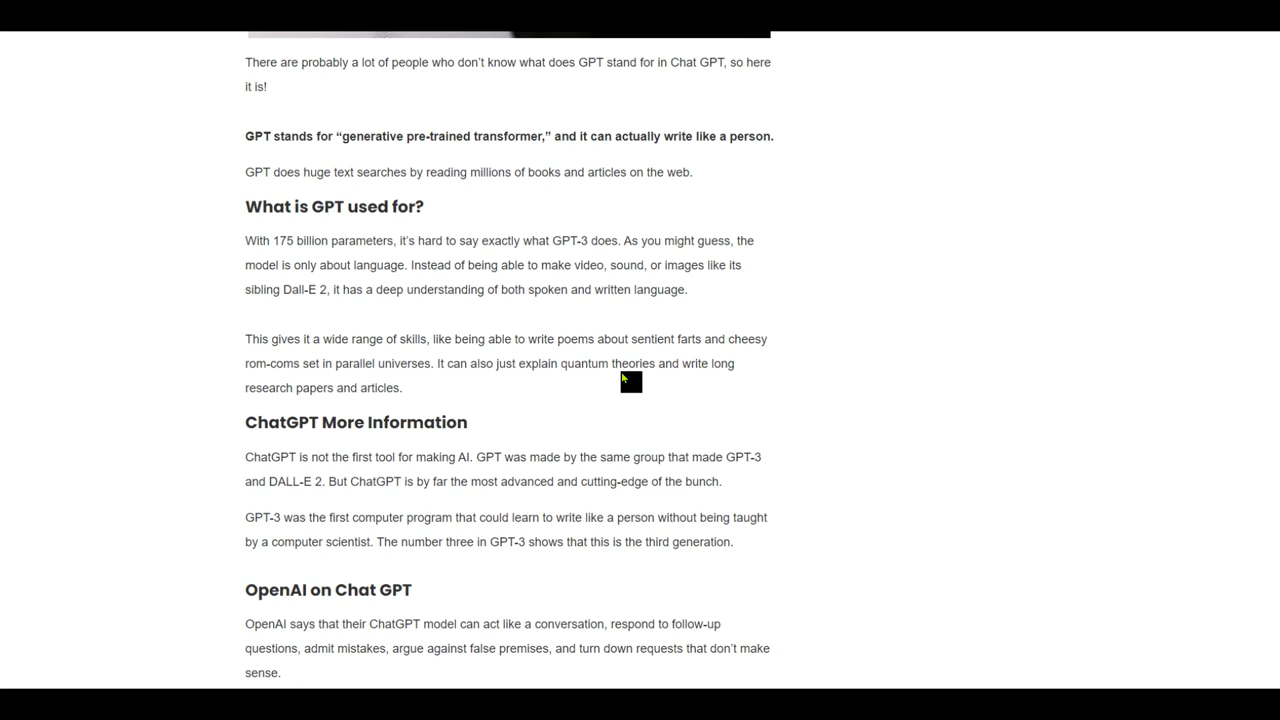 There are probably a lot of people who don’t know what does GPT stand for in Chat GPT, so here
it is!
GPT stands for “generative pre-trained transformer,” and it can actually write like a person.
GPT does huge text searches by reading millions of books and articles on the web.
What is GPT used for?
With 175 billion parameters, it’s hard to say exactly what GPT-3 does. As you might guess, the
model is only about language. Instead of being able to make video, sound, or images like its
sibling Dall-E 2, it has a deep understanding of both spoken and written language.
This gives it a wide range of skills, like being able to write poems about sentient farts and cheesy
rom-coms set in parallel universes. It can also just explain quantum theories and write long
research papers and articles.
ChatGPT More Information
ChatGPT is not the first tool for making AI. GPT was made by the same group that made GPT-3
and DALL-E 2. But ChatGPT is by far the most advanced and cutting-edge of the bunch.
GPT-3 was the first computer program that could learn to write like a person without being taught
by a computer scientist. The number three in GPT-3 shows that this is the third generation.
OpenAI on Chat GPT
OpenAI says that their ChatGPT model can act like a conversation, respond to follow-up
questions, admit mistakes, argue against false premises, and turn down requests that don’t make
sense.